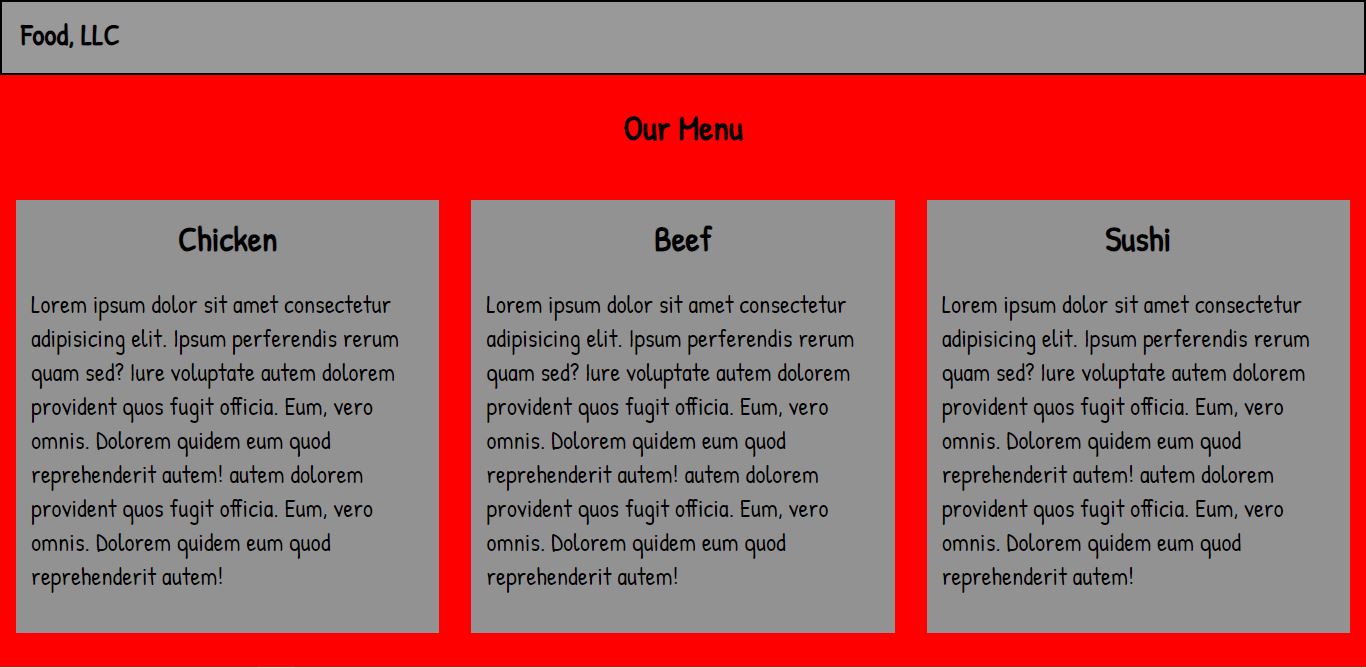 Food, LLC
Our Menu
Chicken
Lorem ipsum dolor sit amet consectetur
adipisicing elit. Ipsum perferendis rerum
quam sed? Iure voluptate autem dolorem
provident quos fugit officia. Eum, vero
omnis. Dolorem quidem eum quod
reprehenderit autem! autem dolorem
provident quos fugit officia. Eum, vero
omnis. Dolorem quidem eum quod
reprehenderit autem!
Beef
Lorem ipsum dolor sit amet consectetur
adipisicing elit. Ipsum perferendis rerum
quam sed? Iure voluptate autem dolorem
provident quos fugit officia. Eum, vero
omnis. Dolorem quidem eum quod
reprehenderit autem! autem dolorem
provident quos fugit officia. Eum, vero
omnis. Dolorem quidem eum quod
reprehenderit autem!
Sushi
Lorem ipsum dolor sit amet consectetur
adipisicing elit. Ipsum perferendis rerum
quam sed? Iure voluptate autem dolorem
provident quos fugit officia. Eum, vero
omnis. Dolorem quidem eum quod
reprehenderit autem! autem dolorem
provident quos fugit officia. Eum, vero
omnis. Dolorem quidem eum quod
reprehenderit autem!